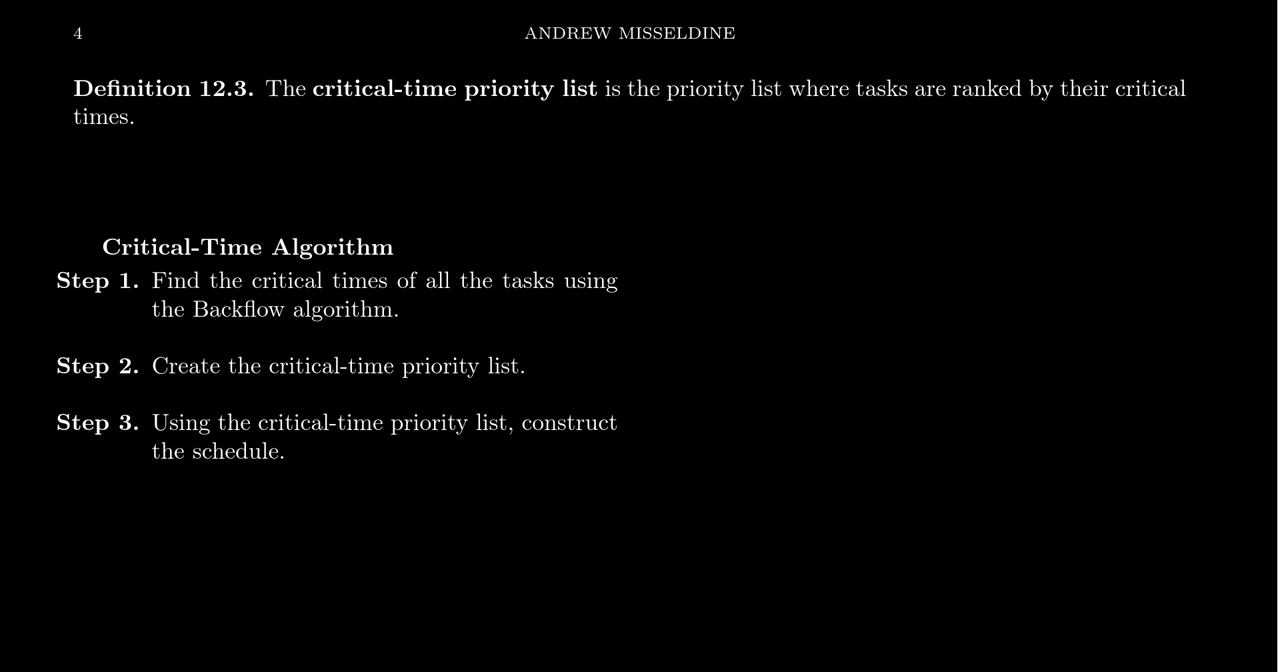 4
ANDREW MISSELDINE
Definition 12.3. The critical-time priority list is the priority list where tasks are ranked by their critical
times.
Critical-Time Algorithm
Step 1. Find the critical times of all the tasks using
the Backflow algorithm.
Step 2. Create the critical-time priority list.
Step 3. Using the critical-time priority list, construct
the schedule.